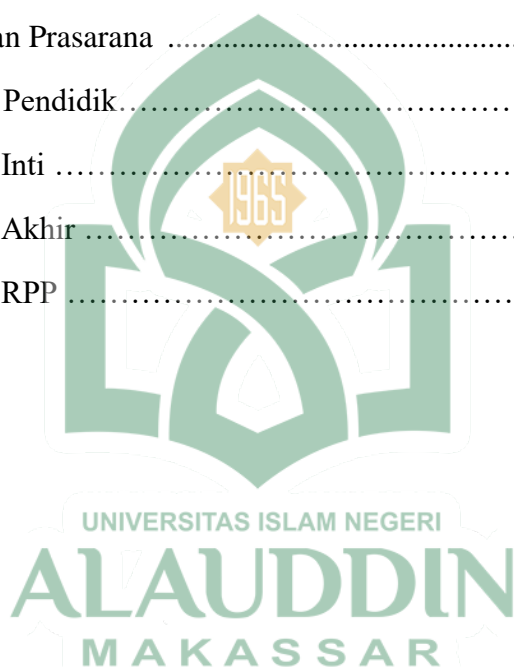 an Prasarana ................................................
Pendidik……………………………………
Inti ……………………………………………
Akhir …………………………………………
RPP ……………………………………………
1965
UNIVERSITAS ISLAM NEGERI
ALAUDDIN
MAKASSAR